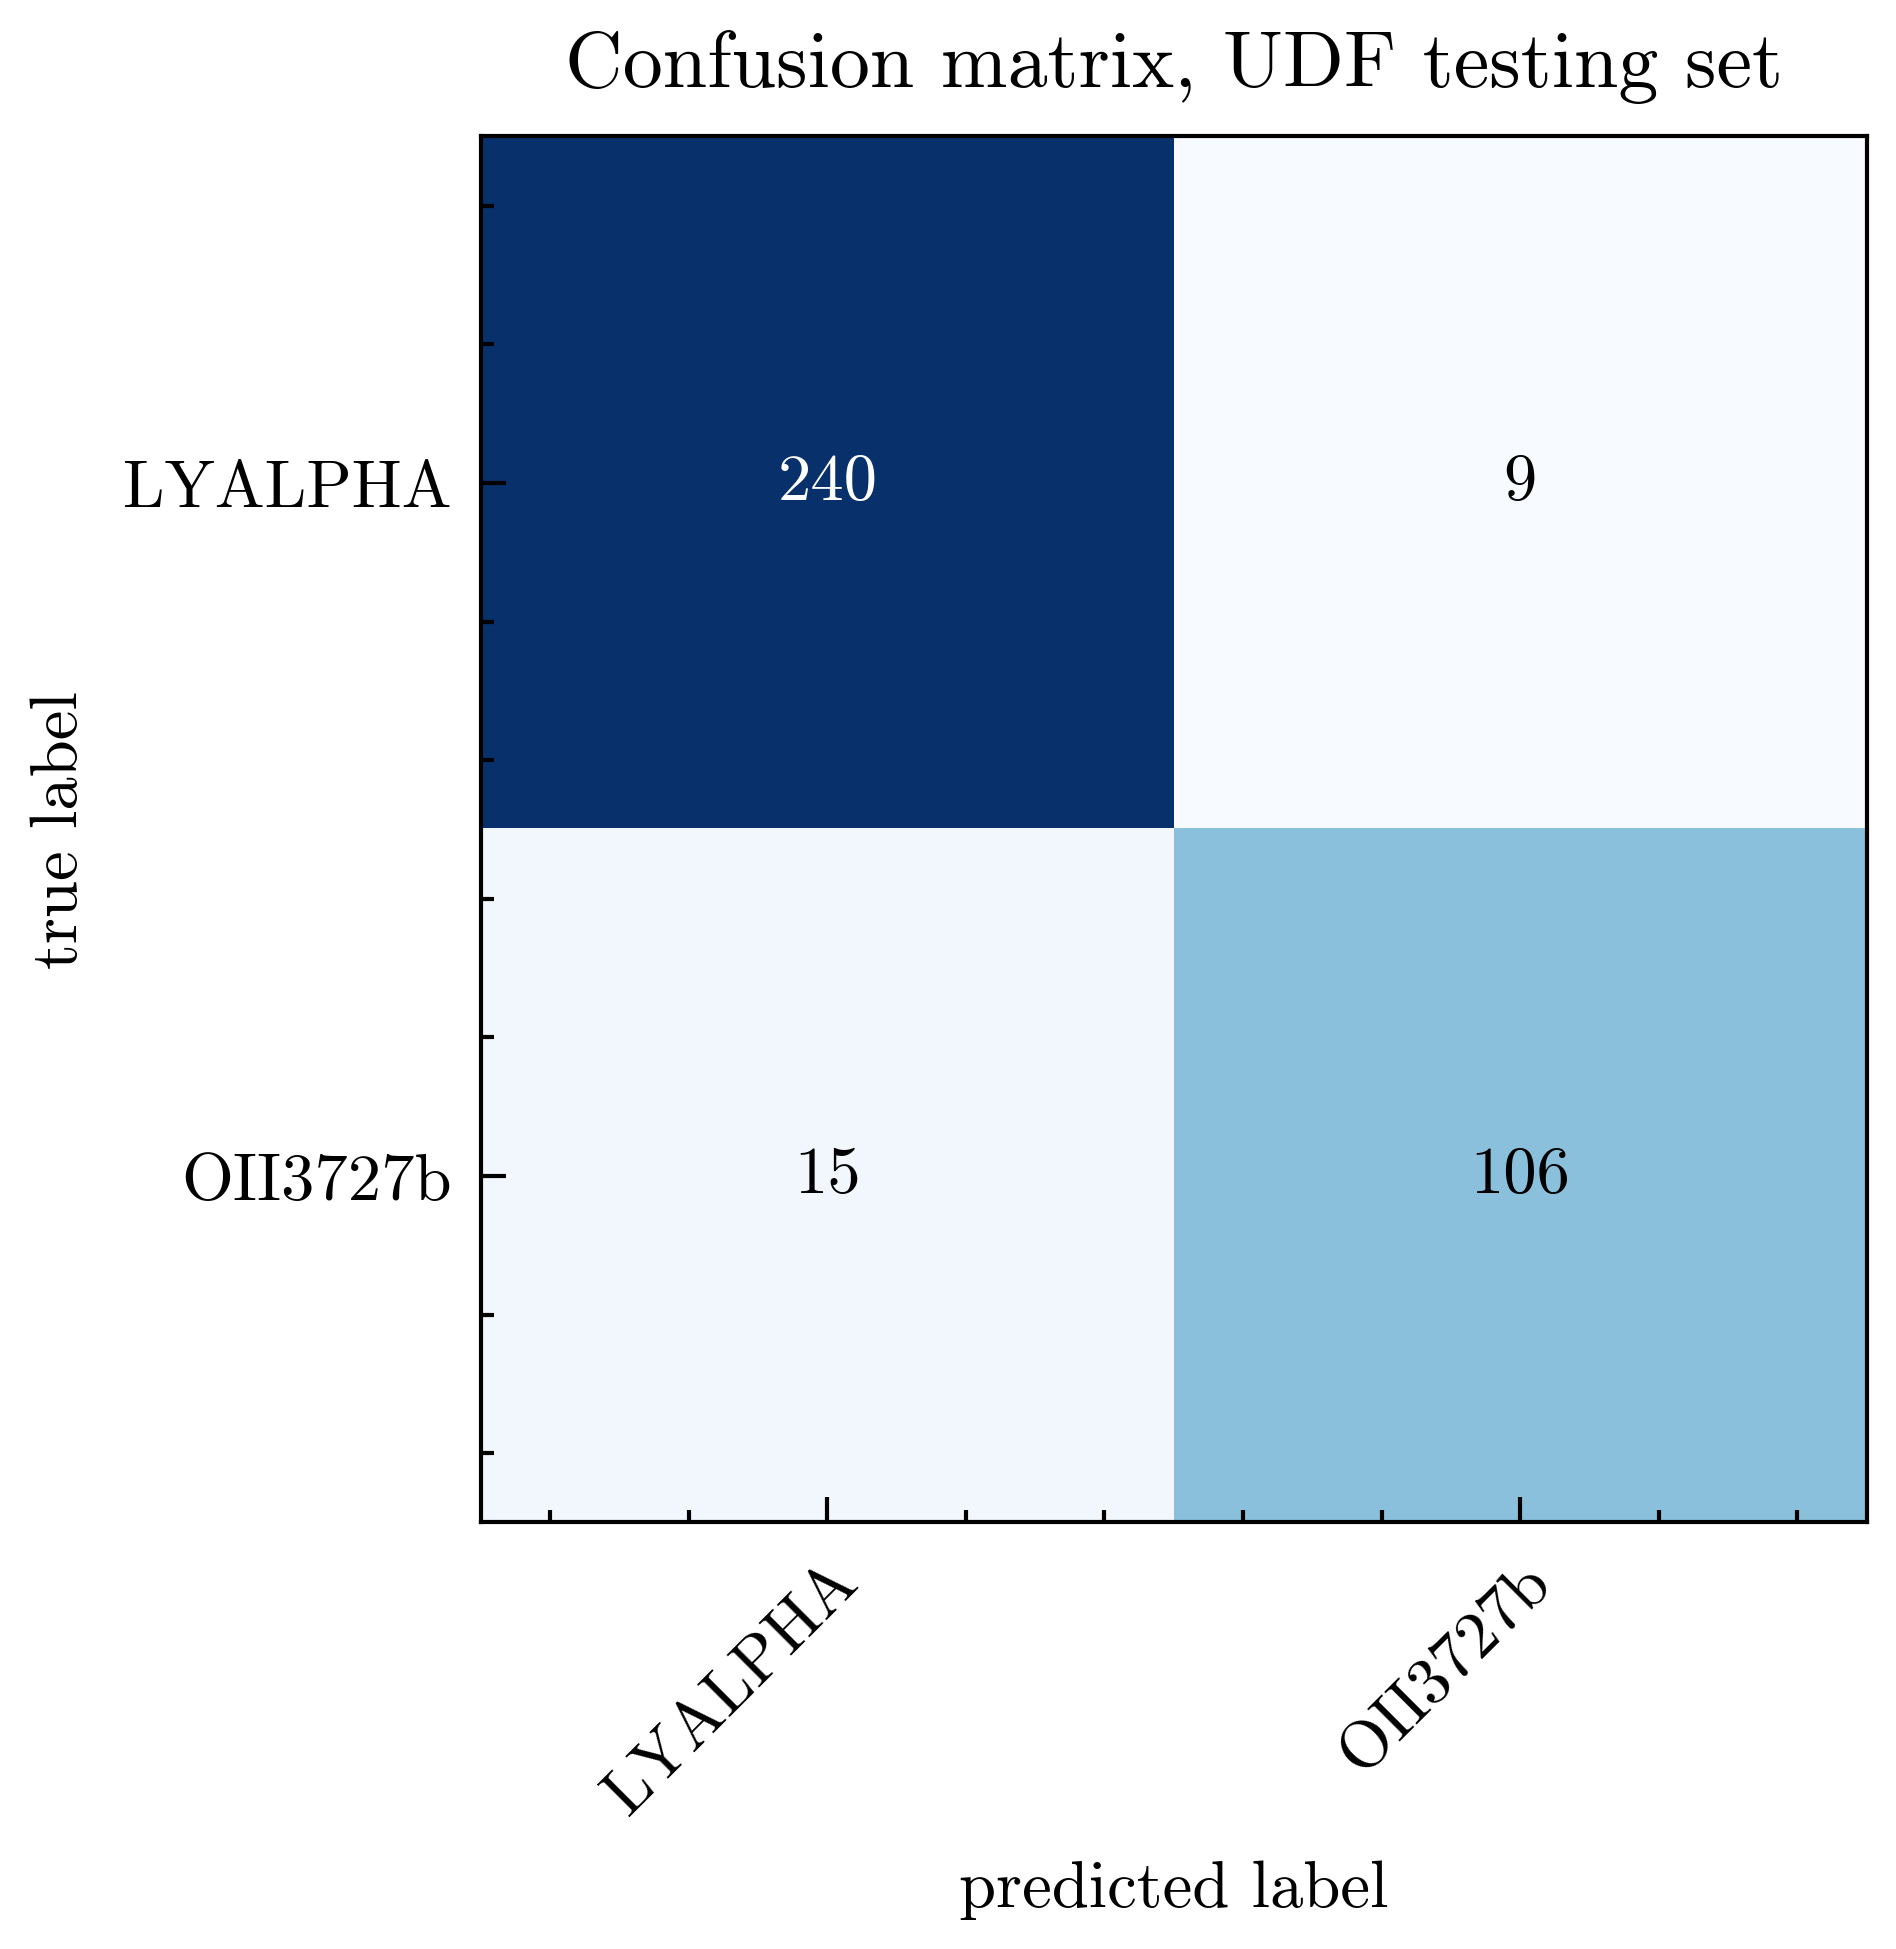 Confusion matrix, UDF testing set
true label
LYALPHA
240
9
OII3727b
15
106
LYALPHA
OII3727b
predicted label